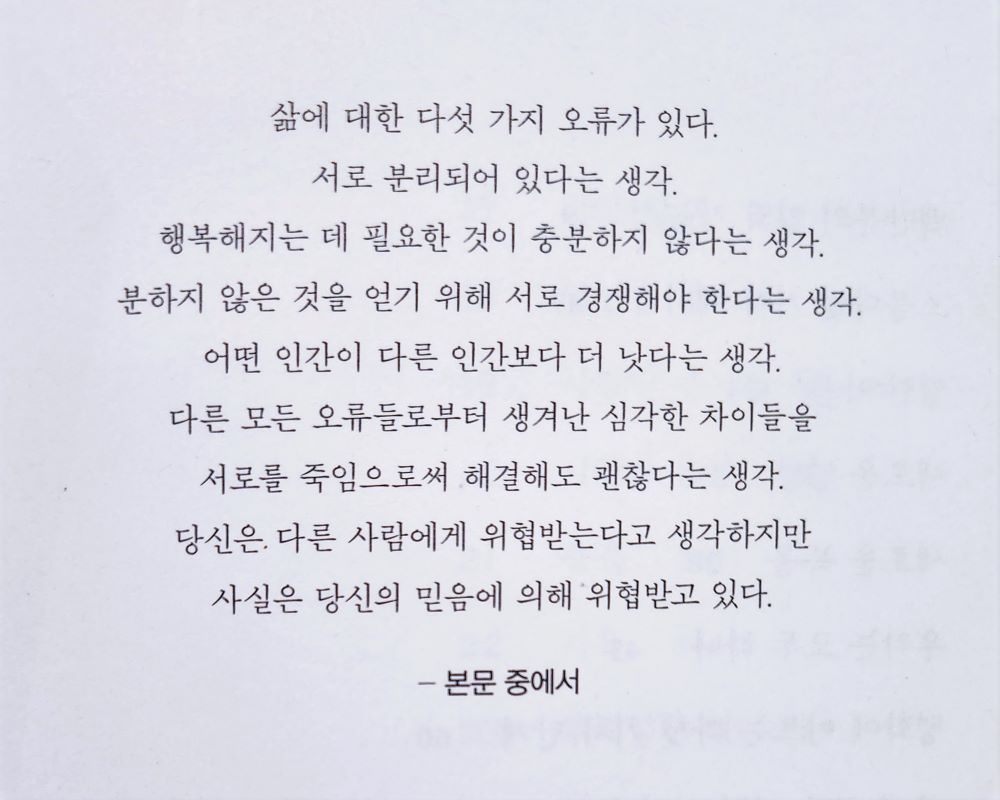 삶에 대한 다섯 가지 오류가 있다.
서로 분리되어 있다는 생각.
행복해지는 데 필요한 것이 충분하지 않다는 생각.
분하지 않은 것을 얻기 위해 서로 경쟁해야 한다는 생각.
어떤 인간이 다른 인간보다 더 낫다는 생각.
다른 모든 오류들로부터 생겨난 심각한 차이들을
서로를 죽임으로써 해결해도 괜찮다는 생각.
당신은 다른 사람에게 위협받는다고 생각하지만
사실은 당신의 믿음에 의해 위협받고 있다.
– 본문 중에서